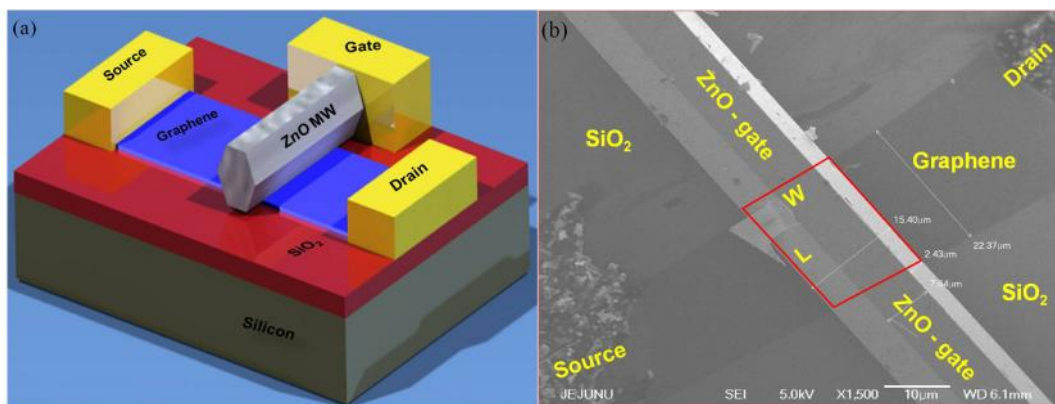 (a)
Source
Gate
Graphene
ZnO MW
Drain
SiO2
Silicon
(b)
Drain
ZnO - gate
SiO2
Graphene
W
15.40µm
L
2.43µm
22.37µm
7.64µm
SiO2
ZnO - gate
Source
JEJUNU SEI 5.0kV X1,500 10µm WD 6.1mm